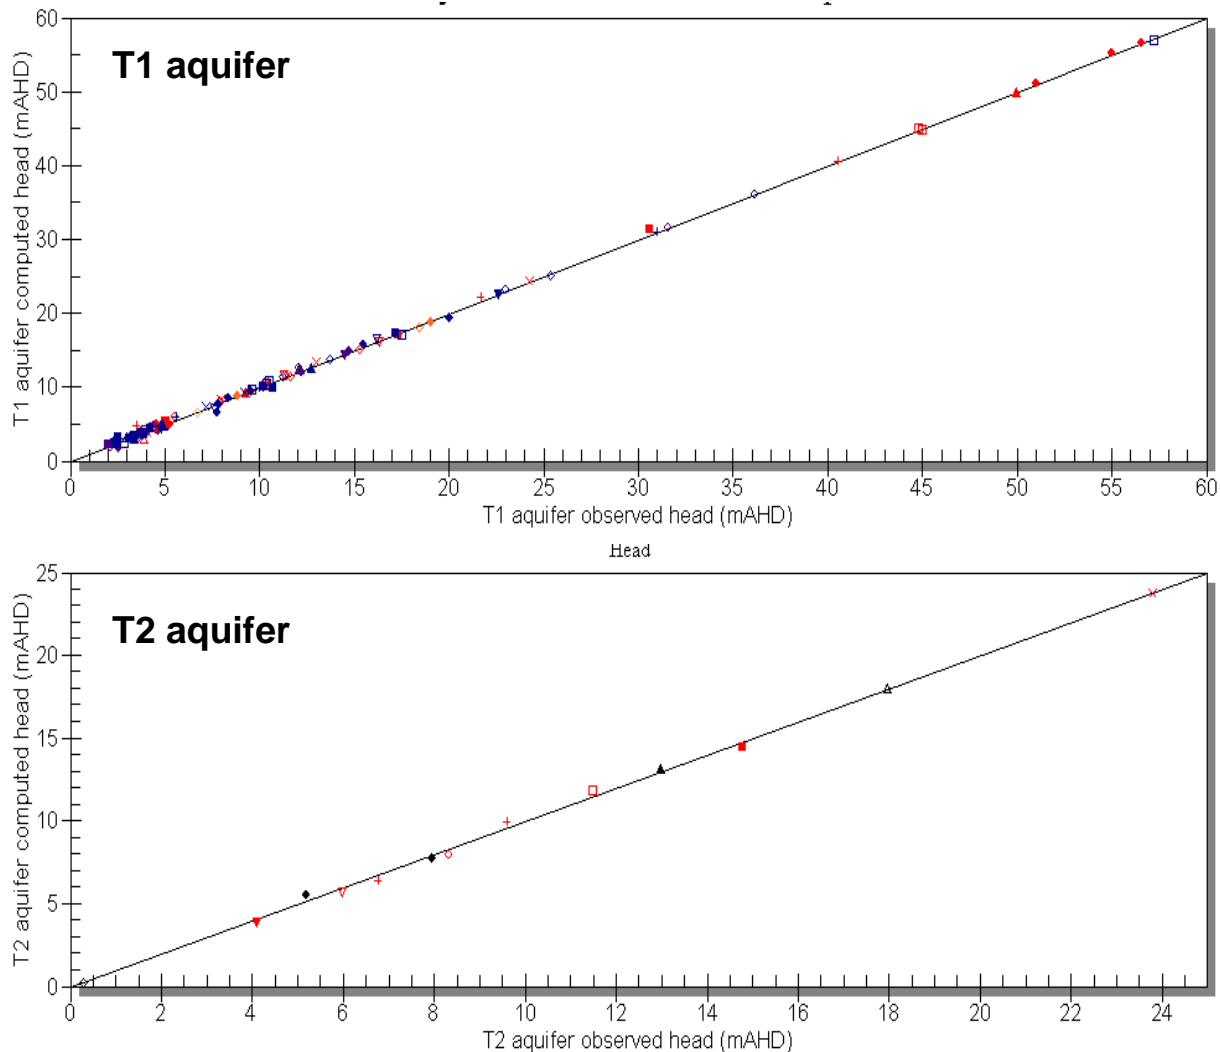 T1 aquifer
60
50
40
30
20
10
0
T1 aquifer computed head (mAHD)
0 5 10 15 20 25 30 35 40 45 50 55 60
T1 aquifer observed head (mAHD)
Head
T2 aquifer
25
20
15
10
5
0
T2 aquifer computed head (mAHD)
0 2 4 6 8 10 12 14 16 18 20 22 24
T2 aquifer observed head (mAHD)